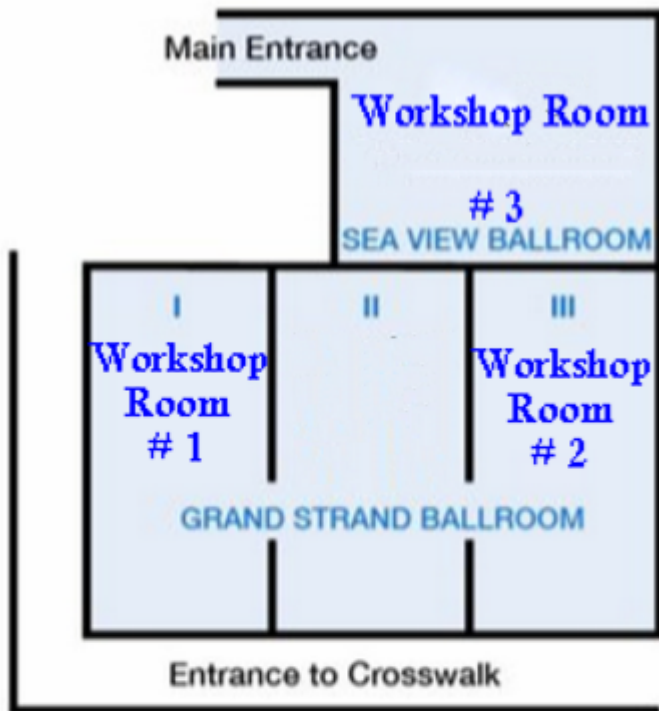 Main Entrance
Workshop Room
# 3
SEA VIEW BALLROOM
I
II
III
Workshop
Room
# 1
Workshop
Room
# 2
GRAND STRAND BALLROOM
Entrance to Crosswalk